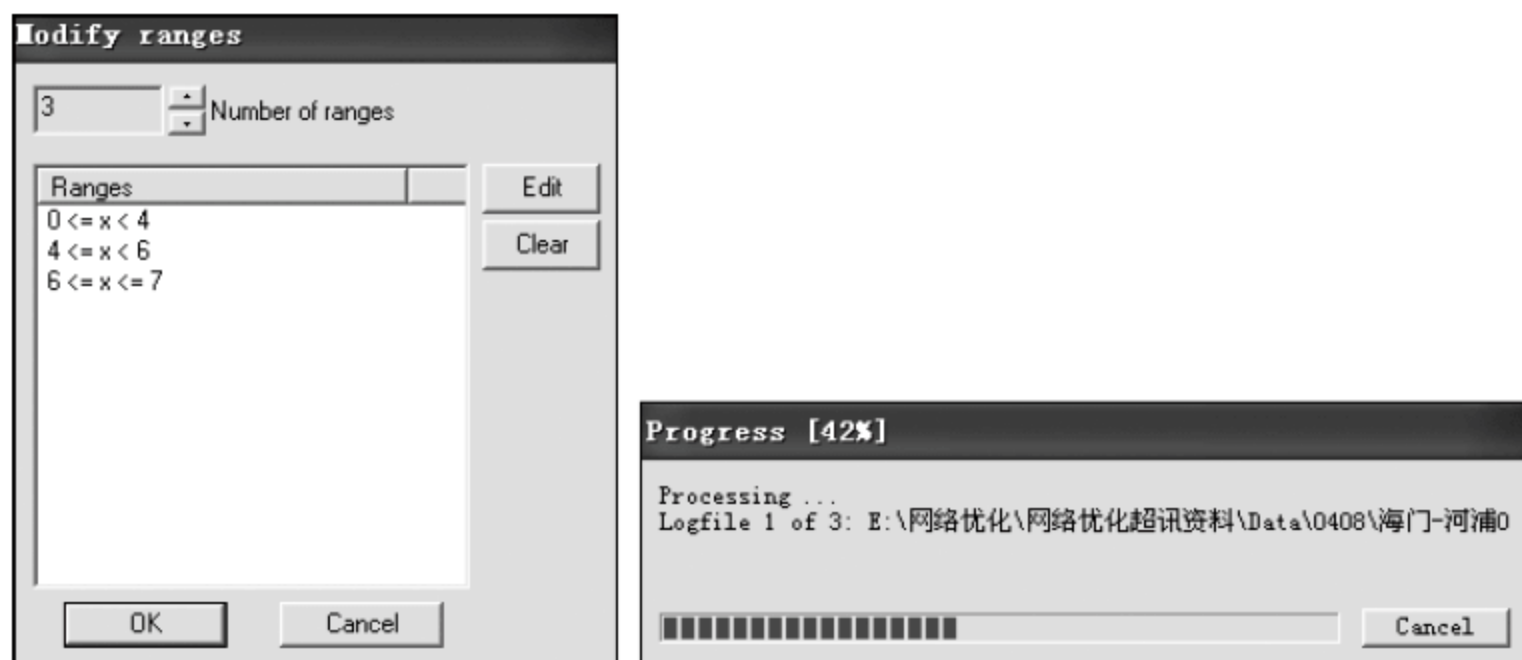 Modify ranges
3
Number of ranges
Ranges
Edit
0 <= x < 4
Clear
4 <= x < 6
6 <= x <= 7
OK
Cancel
Progress [42%]
Processing ...
Logfile 1 of 3: E:\网络优化\网络优化超讯资料\Data\0408\海门-河浦0
Cancel